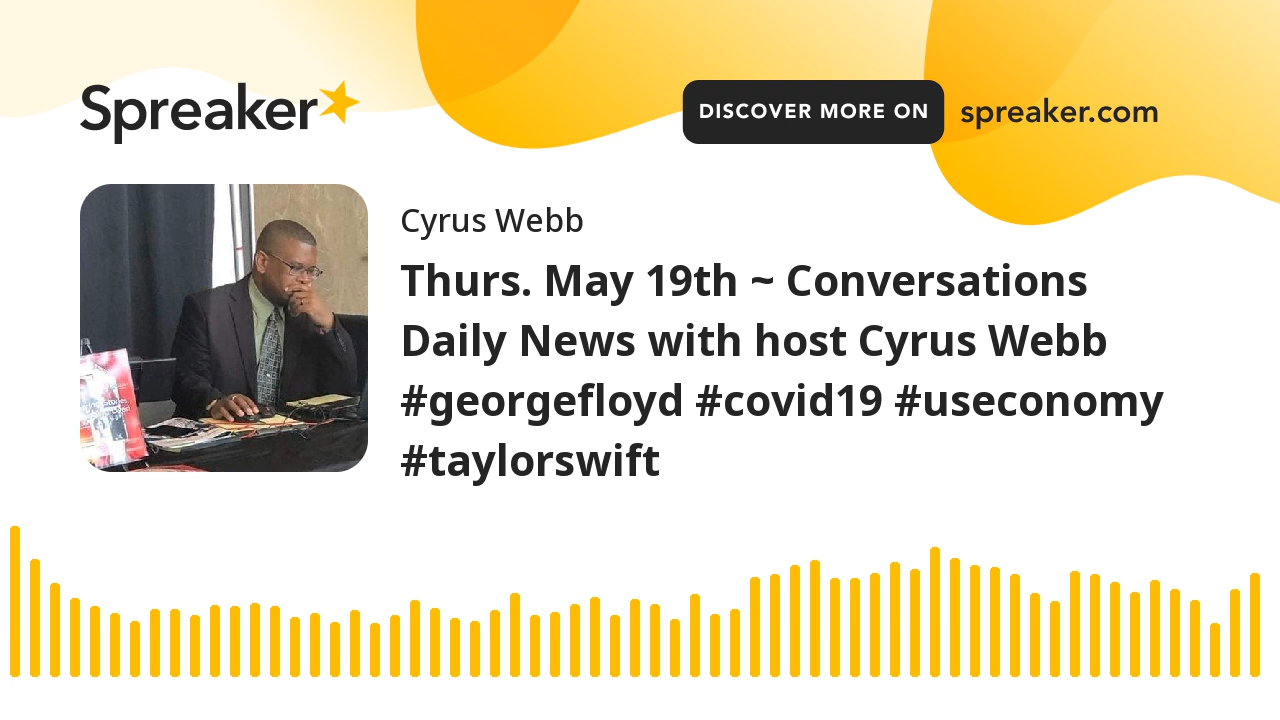 Spreaker
DISCOVER MORE ON spreaker.com
Cyrus Webb
Thurs. May 19th ~ Conversations
Daily News with host Cyrus Webb
#georgefloyd #covid19 #useconomy
#taylorswift